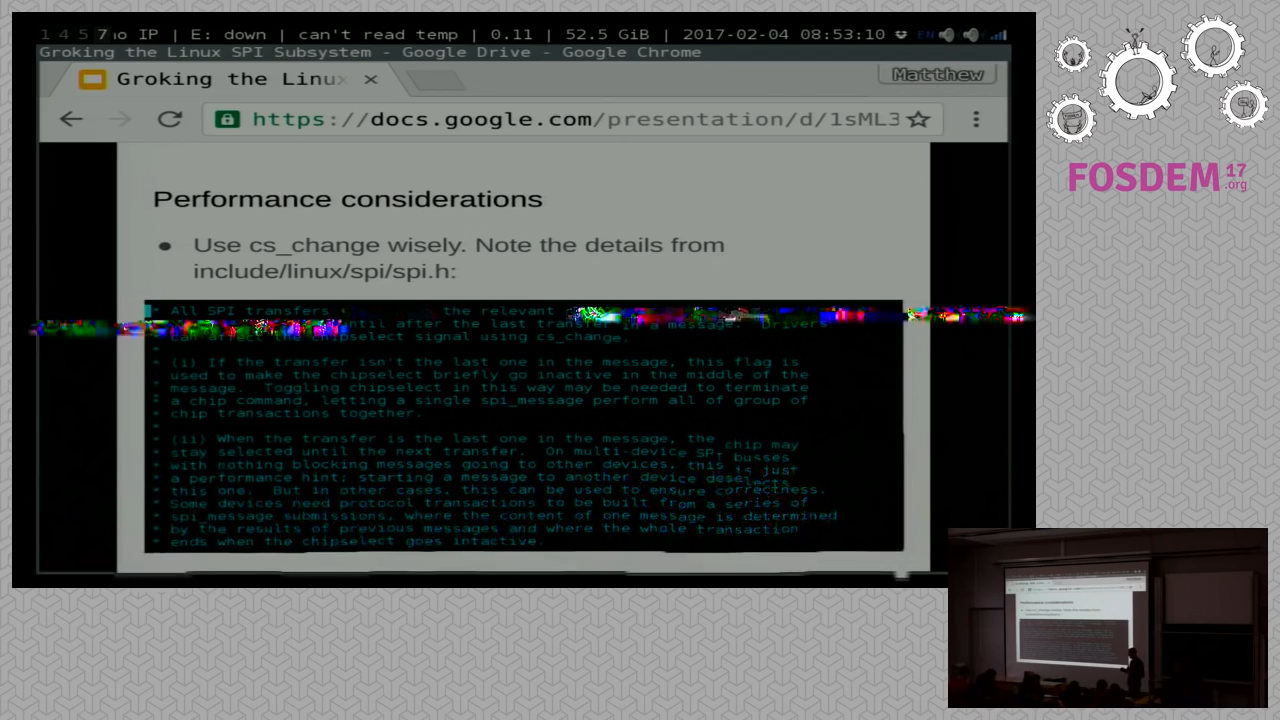 1 4 5 7 no IP | E: down | can't read temp | 0.11 | 52.5 GiB | 2017-02-04 08:53:10 EN
Groking the Linux SPI Subsystem - Google Drive - Google Chrome
Groking the Linux
Matthew
https://docs.google.com/presentation/d/1sML3
Performance considerations
● Use cs_change wisely. Note the details from
include/linux/spi/spi.h:
* All SPI transfers the relevant
until after the last transfer in a message. Drivers
can affect the chipselect signal using cs_change.
*
* (i) If the transfer isn't the last one in the message, this flag is
* used to make the chipselect briefly go inactive in the middle of the
* message. Toggling chipselect in this way may be needed to terminate
* a chip command, letting a single spi_message perform all of group of
* chip transactions together.
*
* (ii) When the transfer is the last one in the message, the chip may
* stay selected until the next transfer. On multi-device SPI busses
* with nothing blocking messages going to other devices, this is just
* a performance hint; starting a message to another device deselects
* this one. But in other cases, this can be used to ensure correctness.
* Some devices need protocol transactions to be built from a series of
* spi_message submissions, where the content of one message is determined
* by the results of previous messages and where the whole transaction
* ends when the chipselect goes intactive.
FOSDEM 17
.org
Performance considerations